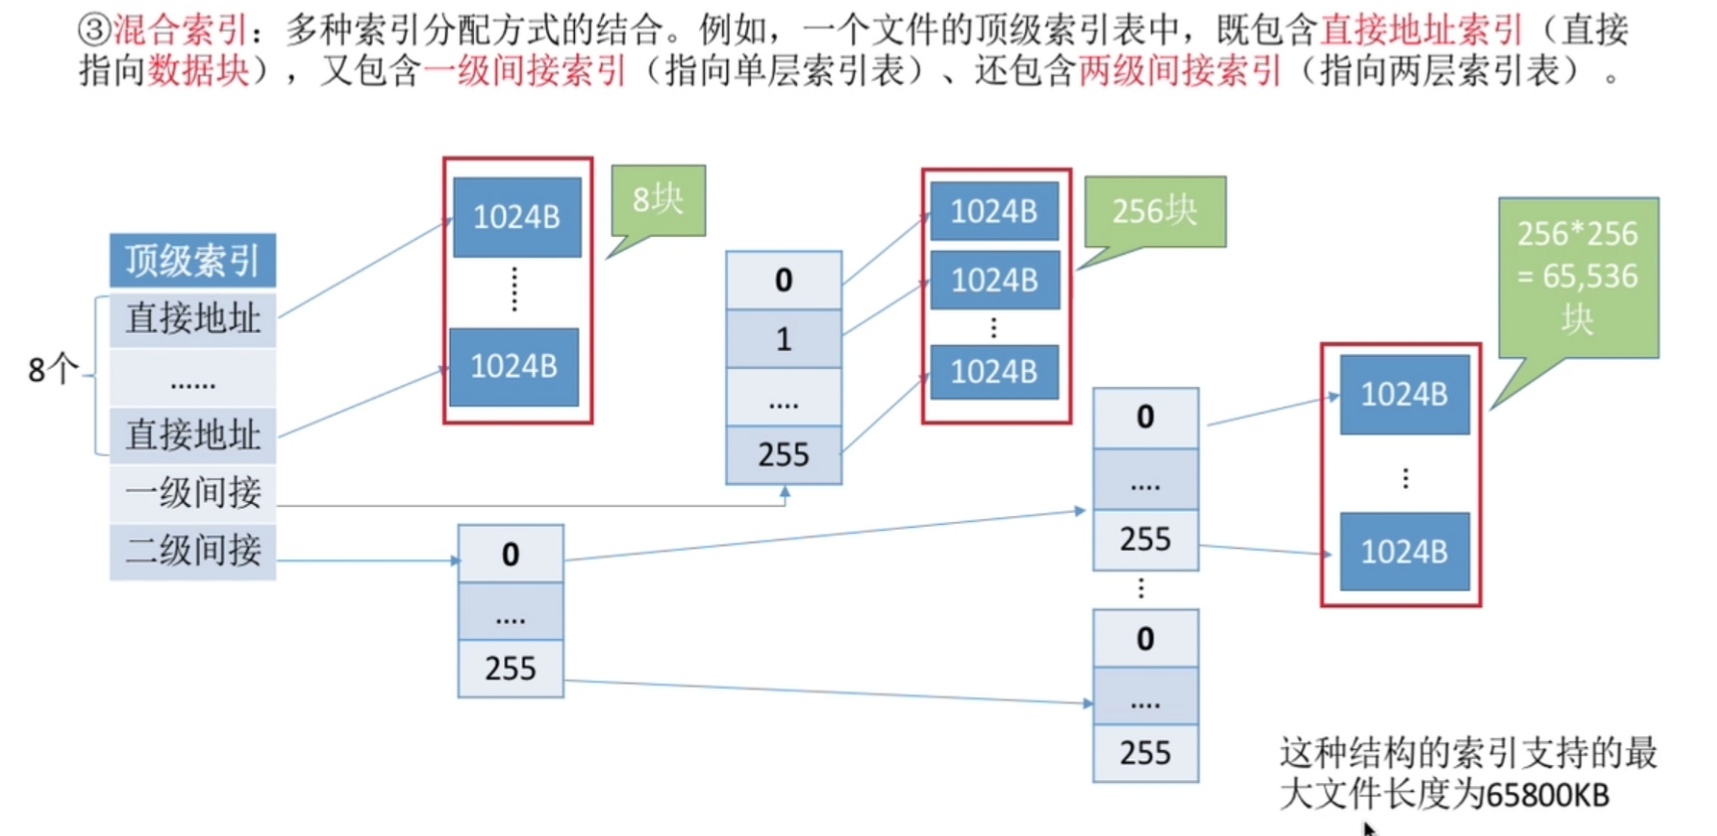 ③混合索引：多种索引分配方式的结合。例如，一个文件的顶级索引表中，既包含直接地址索引（直接
指向数据块），又包含一级间接索引（指向单层索引表）、还包含两级间接索引（指向两层索引表）。
顶级索引
8个
直接地址
......
直接地址
一级间接
二级间接
1024B
1024B
8块
0
1
....
255
1024B
1024B
1024B
256块
0
....
255
0
....
255
0
....
255
1024B
1024B
256*256
= 65,536
块
这种结构的索引支持的最
大文件长度为65800KB